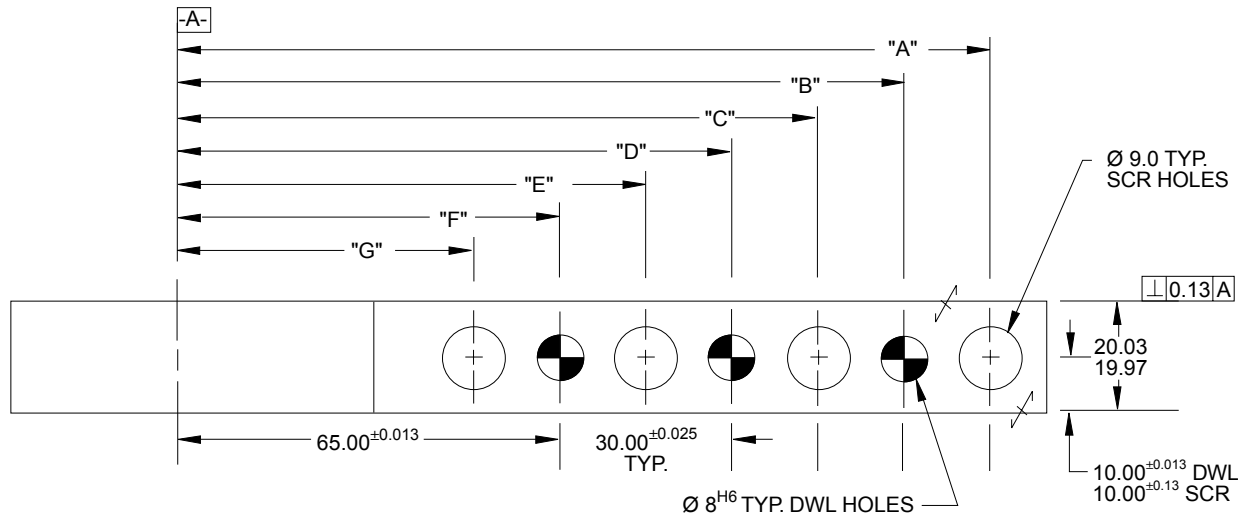 -A-
"A"
"B"
"C"
"D"
"E"
"F"
"G"
Ø 9.0 TYP.
SCR HOLES
⊥ 0.13 A
20.03
19.97
65.00±0.013
30.00±0.025
TYP.
10.00±0.013 DWL
10.00±0.13 SCR
Ø 8H6 TYP. DWL HOLES